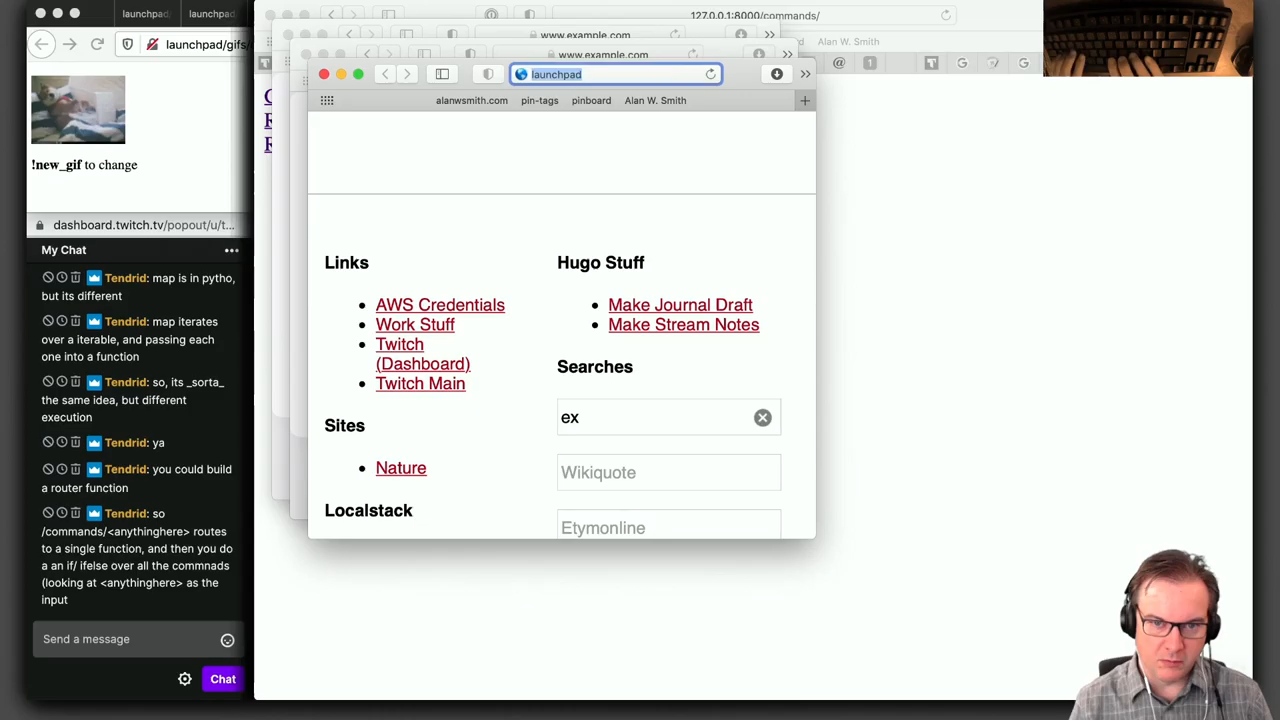 launchpad
launchpad
launchpad/gifs/
!new_gif to change
dashboard.twitch.tv/popout/u/t...
My Chat
Tendrid: map is in pytho,
but its different
Tendrid: map iterates
over a iterable, and passing each
one into a function
Tendrid: so, its _sorta_
the same idea, but different
execution
Tendrid: ya
Tendrid: you could build
a router function
Tendrid: so
/commands/<anythinghere> routes
to a single function, and then you do
a an if/ ifelse over all the commnads
(looking at <anythinghere> as the
input
Send a message
Chat
127.0.0.1:8000/commands/
www.example.com
www.example.com
Alan W. Smith
launchpad
alanwsmith.com
pin-tags
pinboard
Alan W. Smith
Links
AWS Credentials
Work Stuff
Twitch
(Dashboard)
Twitch Main
Sites
Nature
Localstack
Hugo Stuff
Make Journal Draft
Make Stream Notes
Searches
ex
Wikiquote
Etymonline